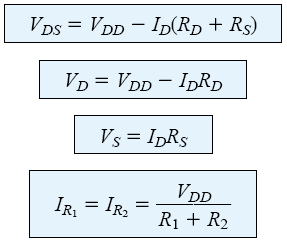 V_DS = V_DD − I_D(R_D + R_S)
V_D = V_DD − I_DR_D
V_S = I_DR_S
I_R₁ = I_R₂ = V_DD / (R₁ + R₂)